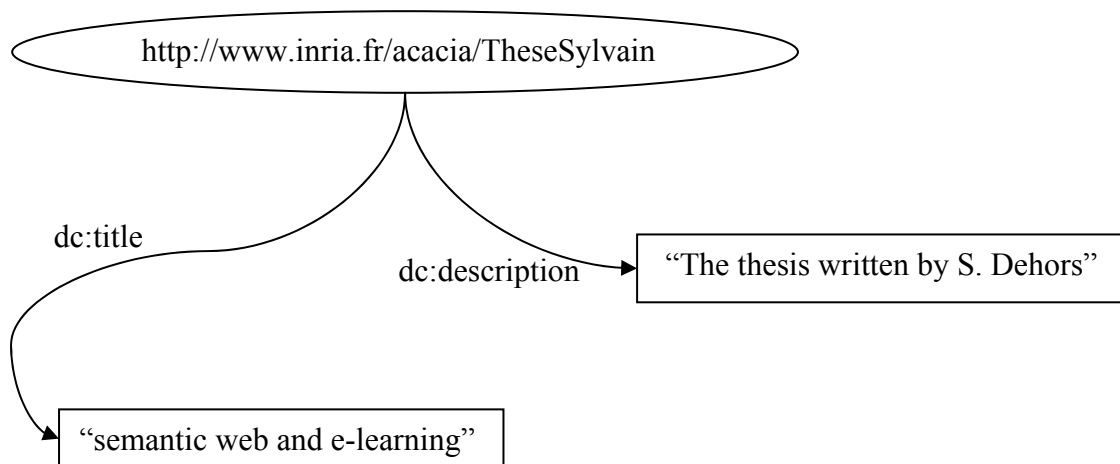 http://www.inria.fr/acacia/TheseSylvain
dc:title
dc:description
“The thesis written by S. Dehors”
“semantic web and e-learning”